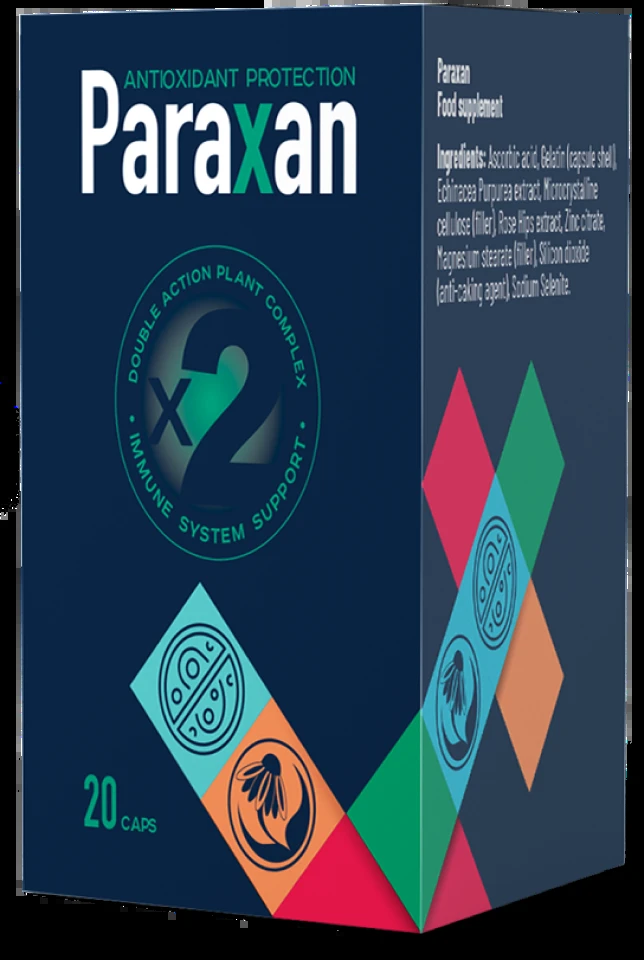 ANTIOXIDANT PROTECTION
Paraxan
DOUBLE ACTION PLANT COMPLEX
x2
• IMMUNE SYSTEM SUPPORT •
20 CAPS
Paraxan
Food supplement
Ingredients: Ascorbic acid, Gelatin (capsule shell),
Echinacea Purpurea extract, Microcrystalline
cellulose (filler), Rose Hips extract, Zinc citrate,
Magnesium stearate (filler), Silicon dioxide
(anti-caking agent), Sodium Selenite.